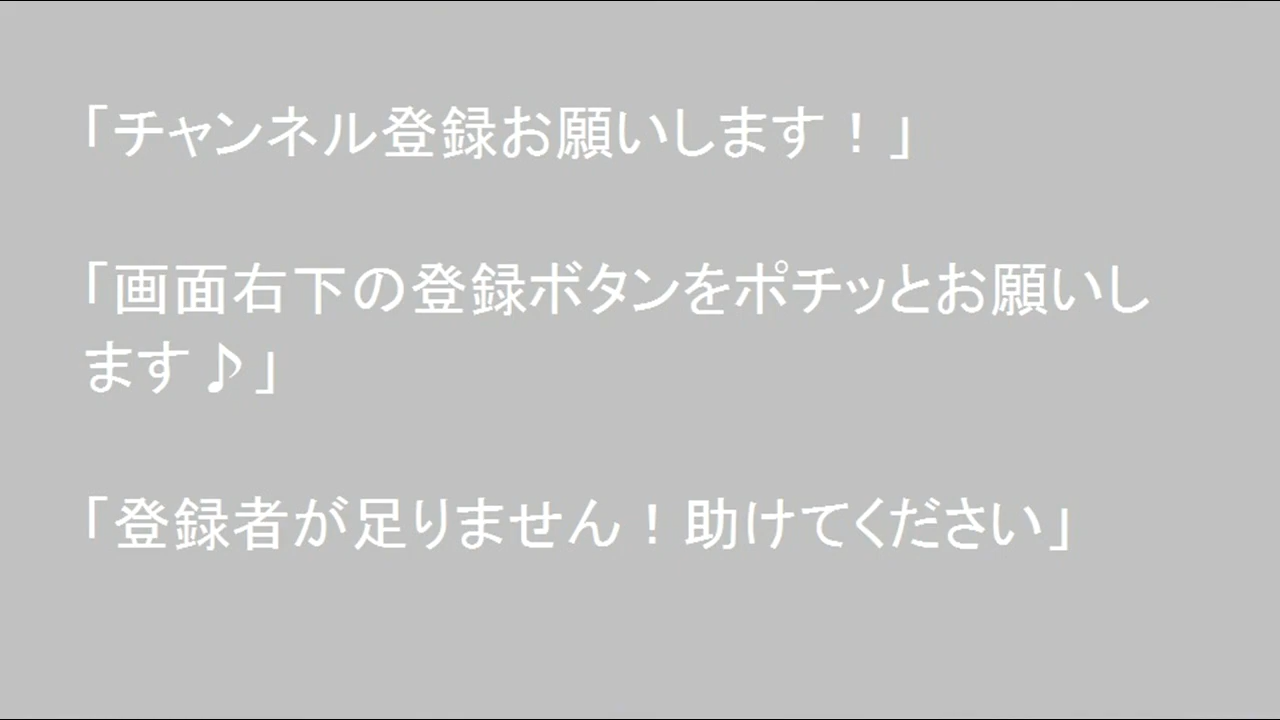 「チャンネル登録お願いします！」
「画面右下の登録ボタンをポチッとお願いし
ます♪」
「登録者が足りません！助けてください」